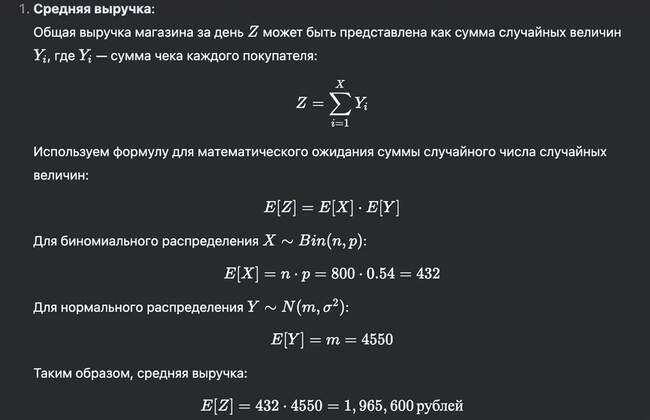 1. Средняя выручка:
Общая выручка магазина за день Z может быть представлена как сумма случайных величин
Y_i, где Y_i — сумма чека каждого покупателя:
Z = \sum_{i=1}^{X} Y_i
Используем формулу для математического ожидания суммы случайного числа случайных
величин:
E[Z] = E[X] · E[Y]
Для биномиального распределения X ∼ Bin(n, p):
E[X] = n · p = 800 · 0.54 = 432
Для нормального распределения Y ∼ N(m, σ²):
E[Y] = m = 4550
Таким образом, средняя выручка:
E[Z] = 432 · 4550 = 1, 965, 600 рублей